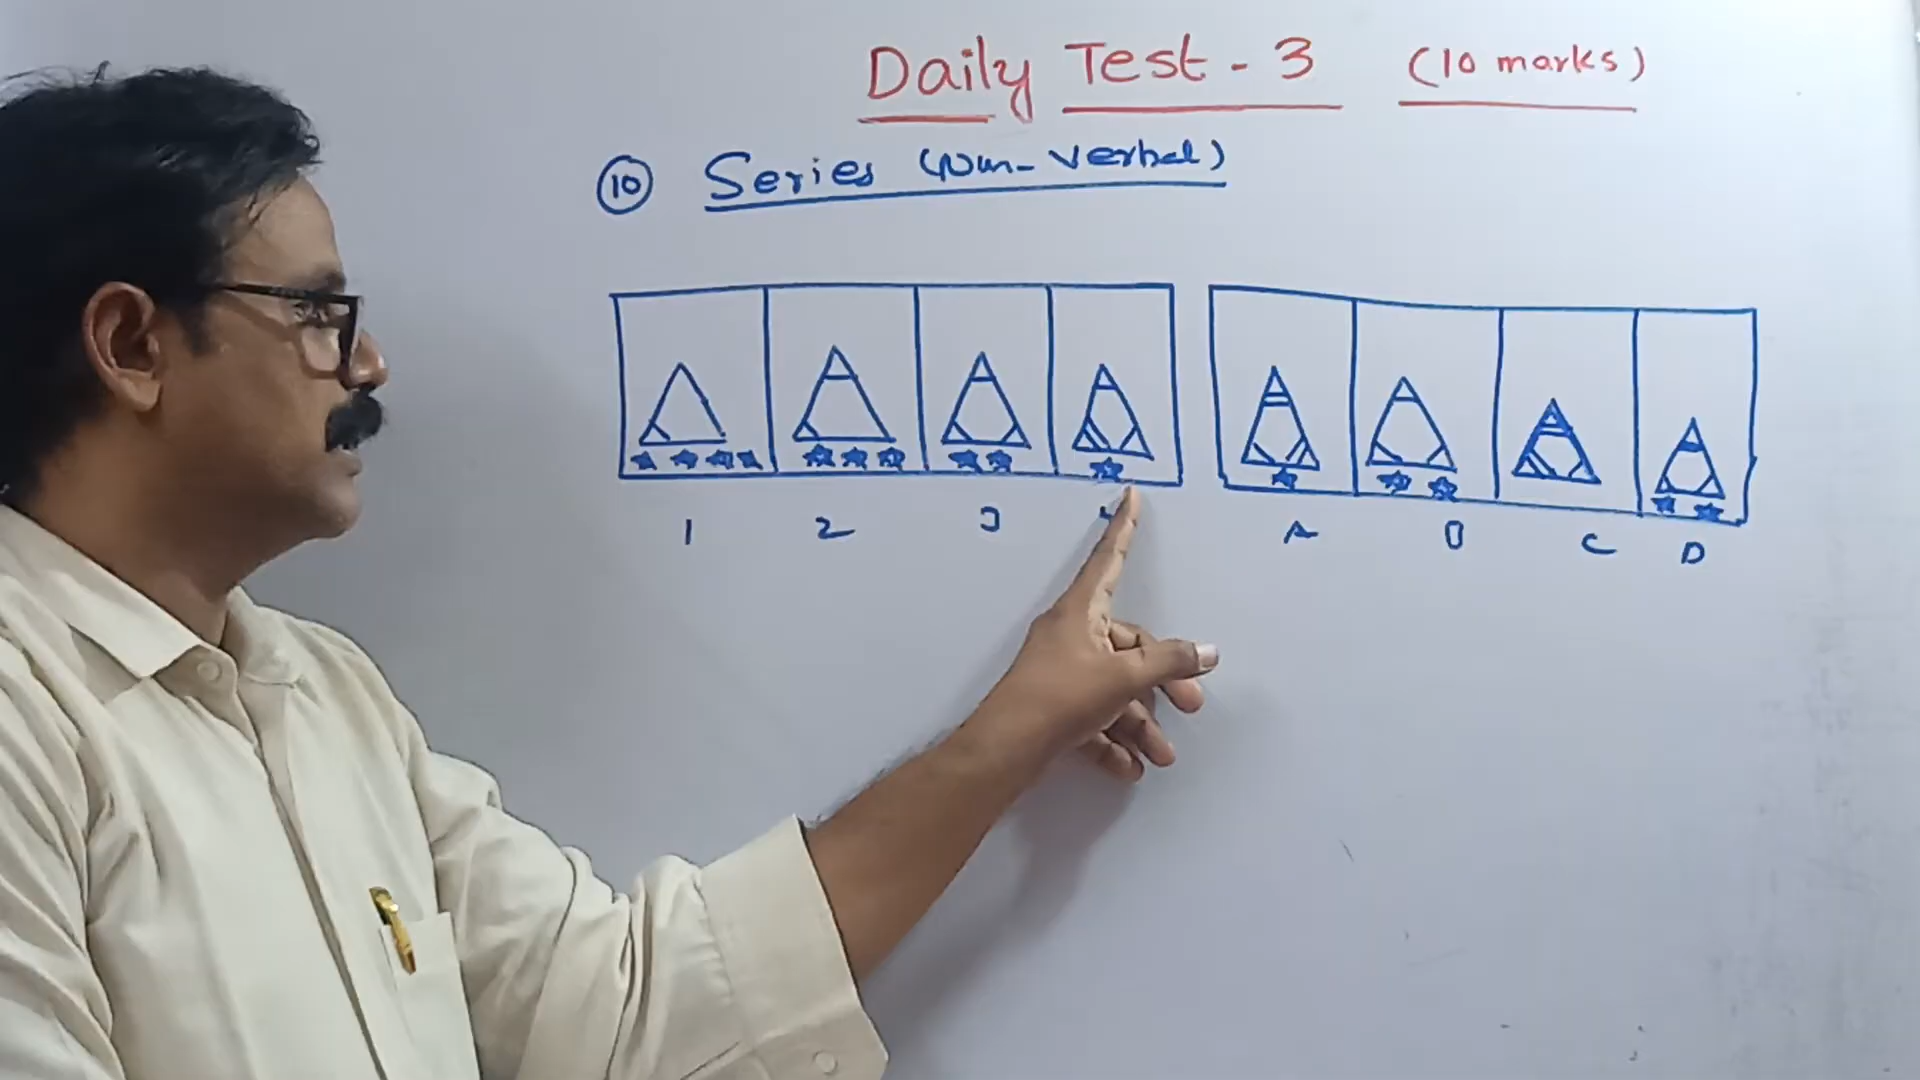 Daily Test - 3 (10 marks)
10 Series (Non-Verbal)
1 2 3 4 A B C D